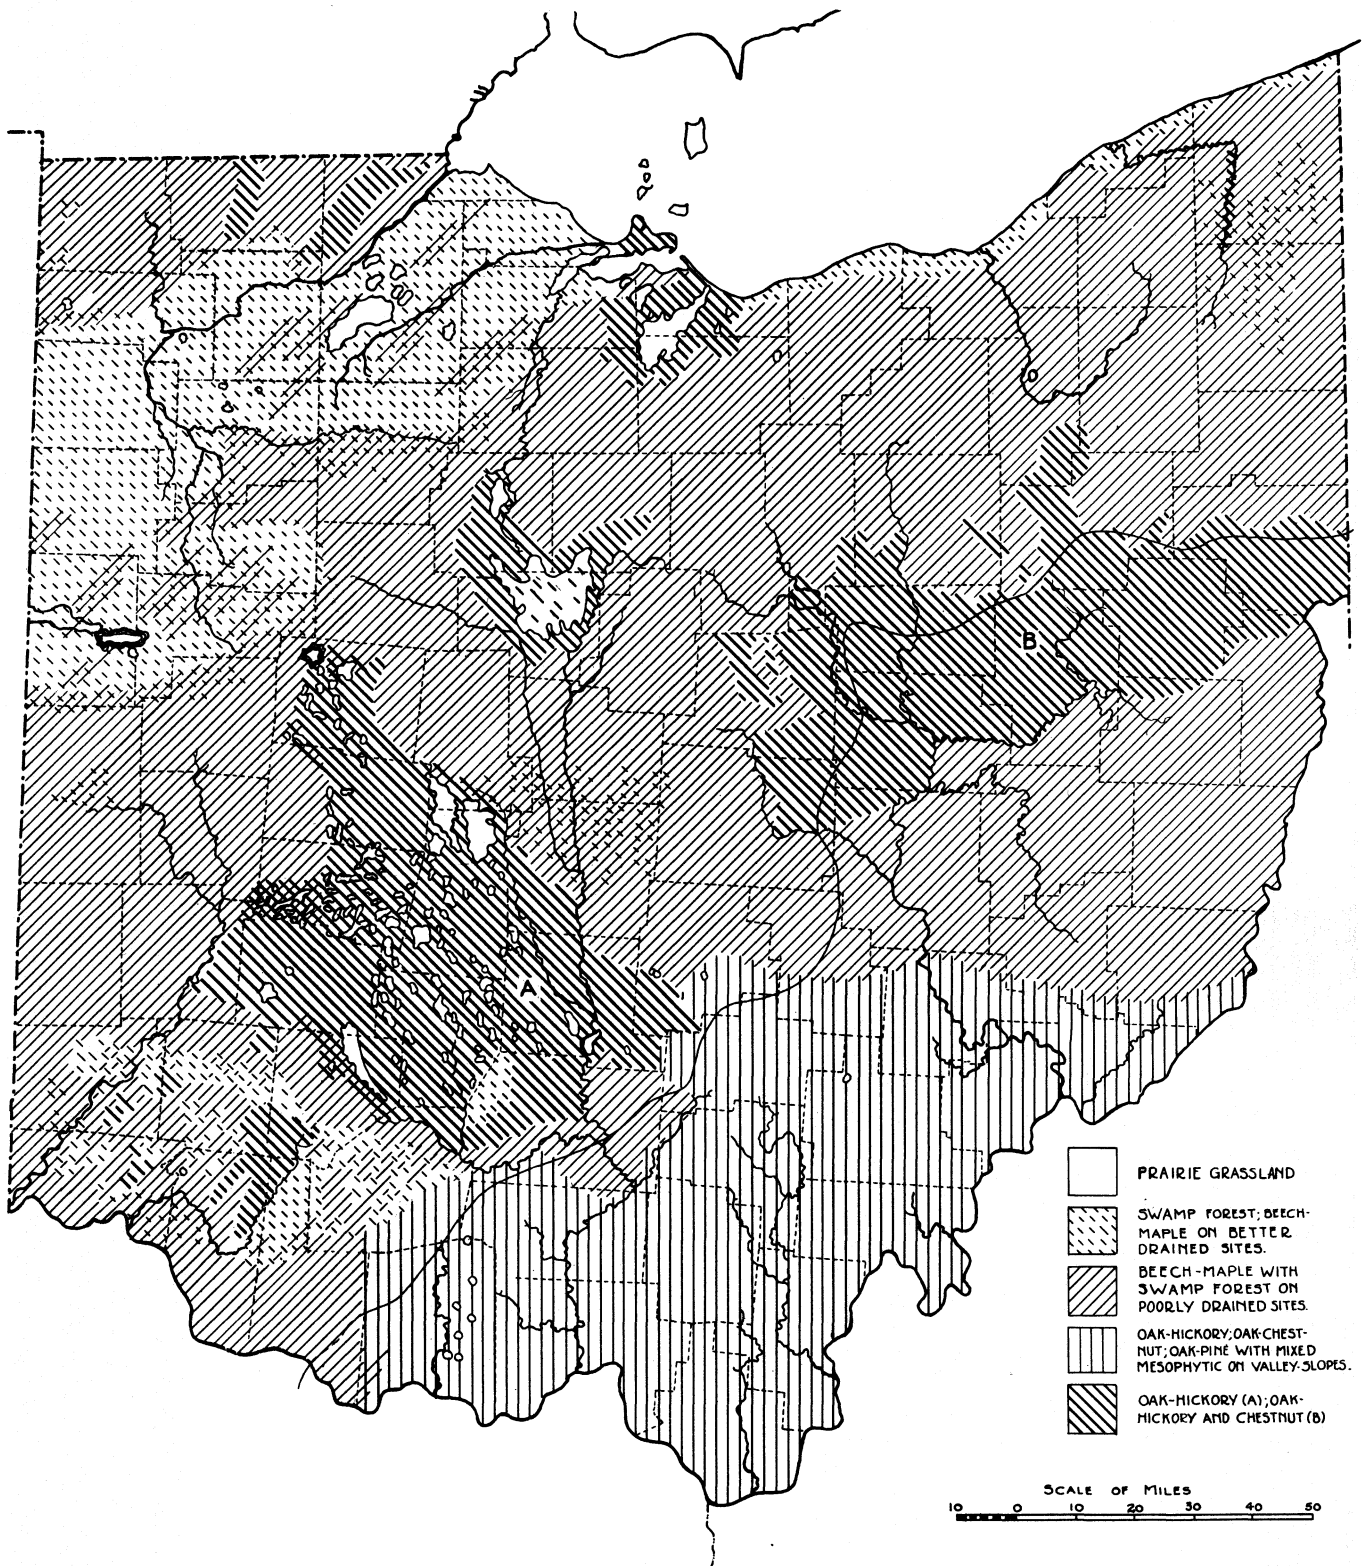 B
A
PRAIRIE GRASSLAND
SWAMP FOREST; BEECH-
MAPLE ON BETTER
DRAINED SITES.
BEECH-MAPLE WITH
SWAMP FOREST ON
POORLY DRAINED SITES.
OAK-HICKORY; OAK-CHEST-
NUT; OAK-PINE WITH MIXED
MESOPHYTIC ON VALLEY-SLOPES.
OAK-HICKORY (A); OAK-
HICKORY AND CHESTNUT (B)
SCALE OF MILES
10 0 10 20 30 40 50